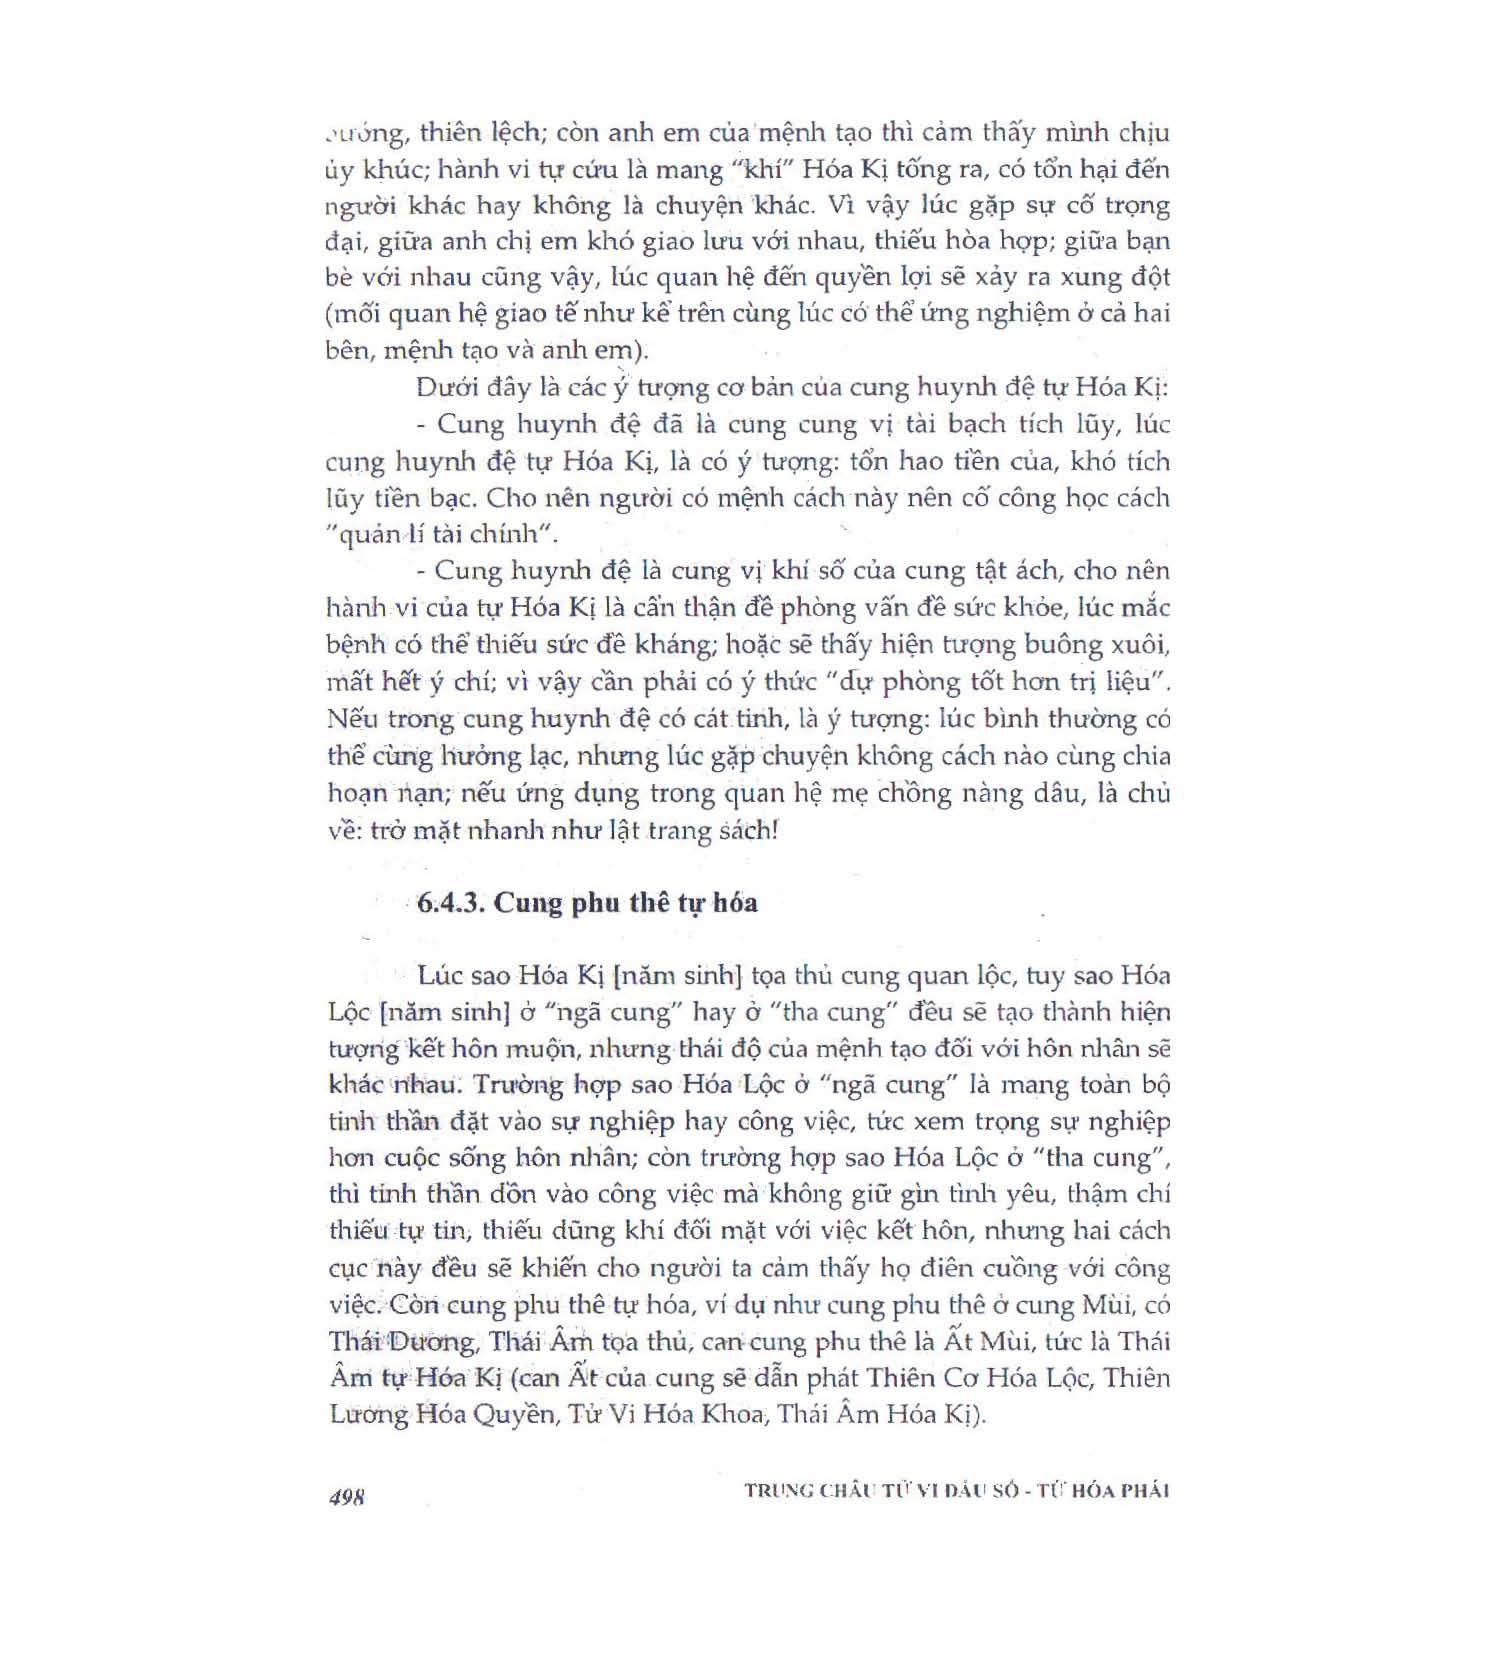 thiên lệch; còn anh em của mệnh tạo thì cảm thấy mình chịu
ủy khúc; hành vi tự cứu là mang "khí" Hóa Kị tống ra, có tổn hại đến
người khác hay không là chuyện khác. Vì vậy lúc gặp sự cố trọng
đại, giữa anh chị em khó giao lưu với nhau, thiếu hòa hợp; giữa bạn
bè với nhau cũng vậy, lúc quan hệ đến quyền lợi sẽ xảy ra xung đột
(mối quan hệ giao tế như kể trên cùng lúc có thể ứng nghiệm ở cả hai
bên, mệnh tạo và anh em).
Dưới đây là các ý tượng cơ bản của cung huynh đệ tự Hóa Kị:
- Cung huynh đệ đã là cung cung vị tài bạch tích lũy, lúc
cung huynh đệ tự Hóa Kị, là có ý tượng: tổn hao tiền của, khó tích
lũy tiền bạc. Cho nên người có mệnh cách này nên cố công học cách
"quản lí tài chính".
- Cung huynh đệ là cung vị khí số của cung tật ách, cho nên
hành vi của tự Hóa Kị là cẩn thận đề phòng vấn đề sức khỏe, lúc mắc
bệnh có thể thiếu sức đề kháng; hoặc sẽ thấy hiện tượng buông xuôi,
mất hết ý chí; vì vậy cần phải có ý thức "dự phòng tốt hơn trị liệu".
Nếu trong cung huynh đệ có cát tinh, là ý tượng: lúc bình thường có
thể cùng hưởng lạc, nhưng lúc gặp chuyện không cách nào cùng chia
hoạn nạn; nếu ứng dụng trong quan hệ mẹ chồng nàng dâu, là chủ
về: trở mặt nhanh như lật trang sách!
6.4.3. Cung phu thê tự hóa
Lúc sao Hóa Kị [năm sinh] tọa thủ cung quan lộc, tuy sao Hóa
Lộc [năm sinh] ở "ngã cung" hay ở "tha cung" đều sẽ tạo thành hiện
tượng kết hôn muộn, nhưng thái độ của mệnh tạo đối với hôn nhân sẽ
khác nhau. Trường hợp sao Hóa Lộc ở "ngã cung" là mang toàn bộ
tinh thần đặt vào sự nghiệp hay công việc, tức xem trọng sự nghiệp
hơn cuộc sống hôn nhân; còn trường hợp sao Hóa Lộc ở "tha cung",
thì tinh thần dồn vào công việc mà không giữ gìn tình yêu, thậm chí
thiếu tự tin, thiếu dũng khí đối mặt với việc kết hôn, nhưng hai cách
cục này đều sẽ khiến cho người ta cảm thấy họ điên cuồng với công
việc. Còn cung phu thê tự hóa, ví dụ như cung phu thê ở cung Mùi, có
Thái Dương, Thái Âm tọa thủ, can cung phu thê là Ất Mùi, tức là Thái
Âm tự Hóa Kị (can Ất của cung sẽ dẫn phát Thiên Cơ Hóa Lộc, Thiên
Lương Hóa Quyền, Tử Vi Hóa Khoa, Thái Âm Hóa Kị).
498 TRUNG CHÂU TỬ VI ĐẨU SỐ - TỨ HÓA PHÁI